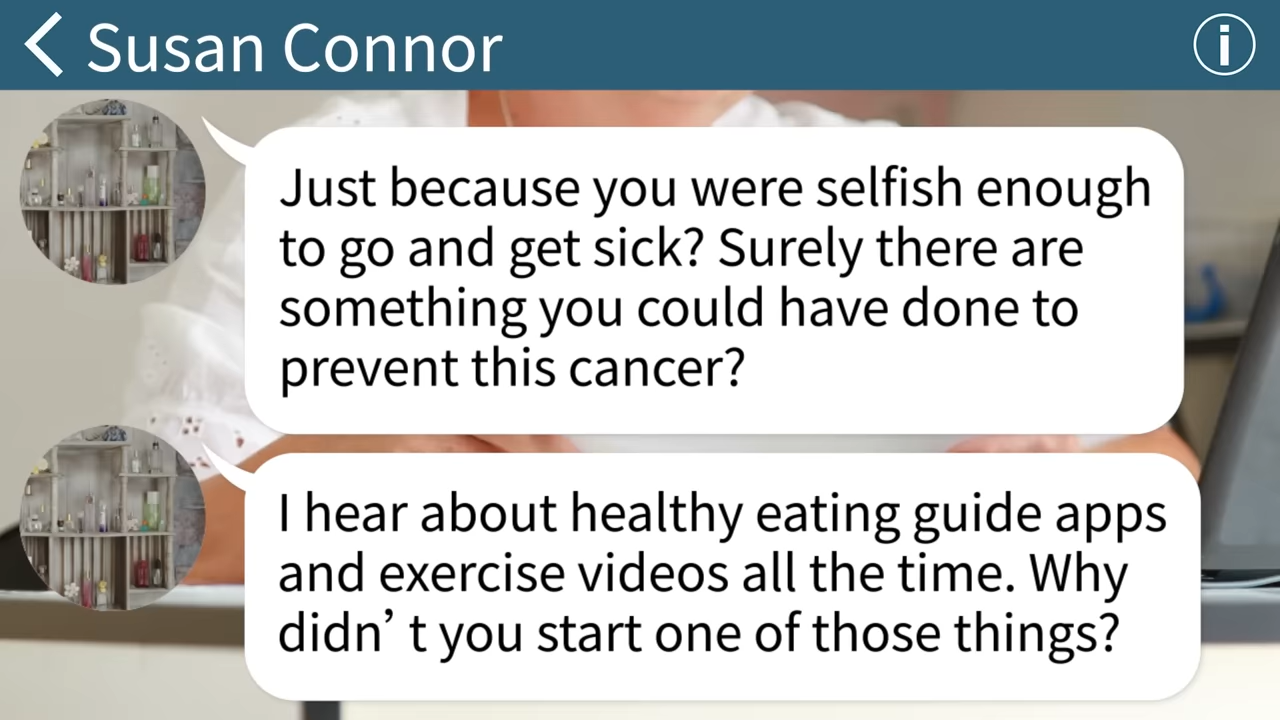 Susan Connor
Just because you were selfish enough
to go and get sick? Surely there are
something you could have done to
prevent this cancer?
I hear about healthy eating guide apps
and exercise videos all the time. Why
didn’ t you start one of those things?